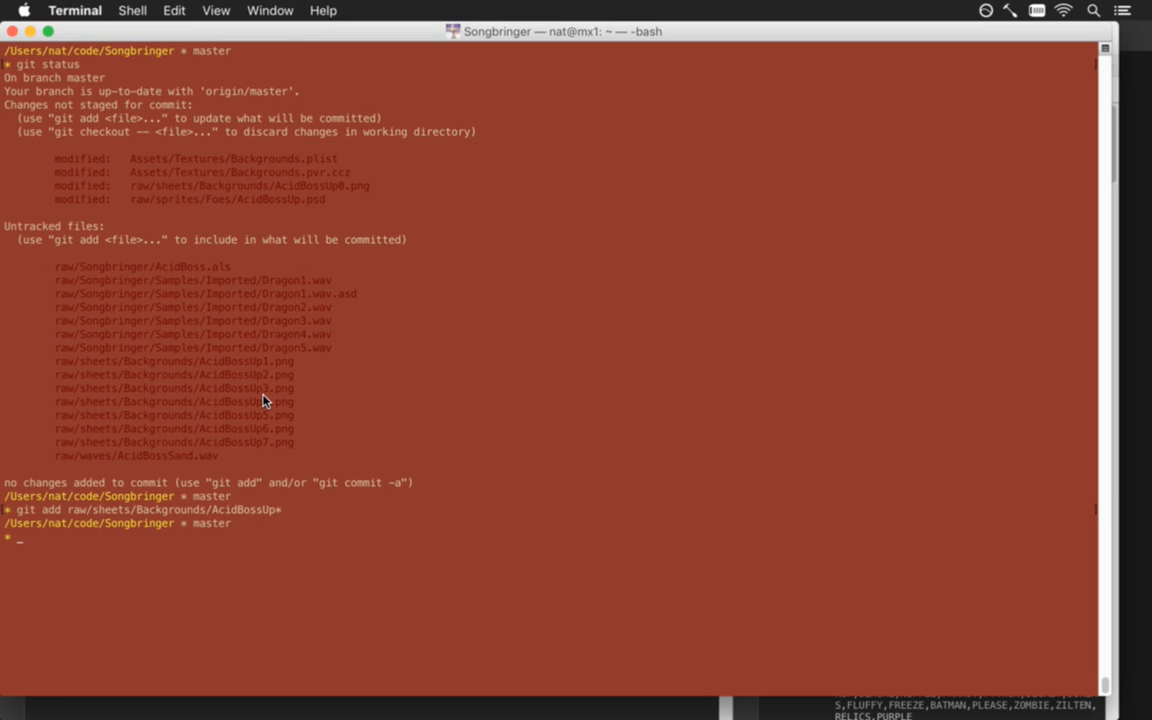 Terminal Shell Edit View Window Help
Songbringer — nat@mx1: ~ — -bash
/Users/nat/code/Songbringer * master
* git status
On branch master
Your branch is up-to-date with 'origin/master'.
Changes not staged for commit:
(use "git add <file>..." to update what will be committed)
(use "git checkout -- <file>..." to discard changes in working directory)
modified: Assets/Textures/Backgrounds.plist
modified: Assets/Textures/Backgrounds.pvr.ccz
modified: raw/sheets/Backgrounds/AcidBossUp0.png
modified: raw/sprites/Foes/AcidBossUp.psd
Untracked files:
(use "git add <file>..." to include in what will be committed)
raw/Songbringer/AcidBoss.als
raw/Songbringer/Samples/Imported/Dragon1.wav
raw/Songbringer/Samples/Imported/Dragon1.wav.asd
raw/Songbringer/Samples/Imported/Dragon2.wav
raw/Songbringer/Samples/Imported/Dragon3.wav
raw/Songbringer/Samples/Imported/Dragon4.wav
raw/Songbringer/Samples/Imported/Dragon5.wav
raw/sheets/Backgrounds/AcidBossUp1.png
raw/sheets/Backgrounds/AcidBossUp2.png
raw/sheets/Backgrounds/AcidBossUp3.png
raw/sheets/Backgrounds/AcidBossUp4.png
raw/sheets/Backgrounds/AcidBossUp5.png
raw/sheets/Backgrounds/AcidBossUp6.png
raw/sheets/Backgrounds/AcidBossUp7.png
raw/waves/AcidBossSand.wav
no changes added to commit (use "git add" and/or "git commit -a")
/Users/nat/code/Songbringer * master
* git add raw/sheets/Backgrounds/AcidBossUp*
/Users/nat/code/Songbringer * master
* _
S,FLUFFY,FREEZE,BATMAN,PLEASE,ZOMBIE,ZILTEN,
RELICS,PURPLE